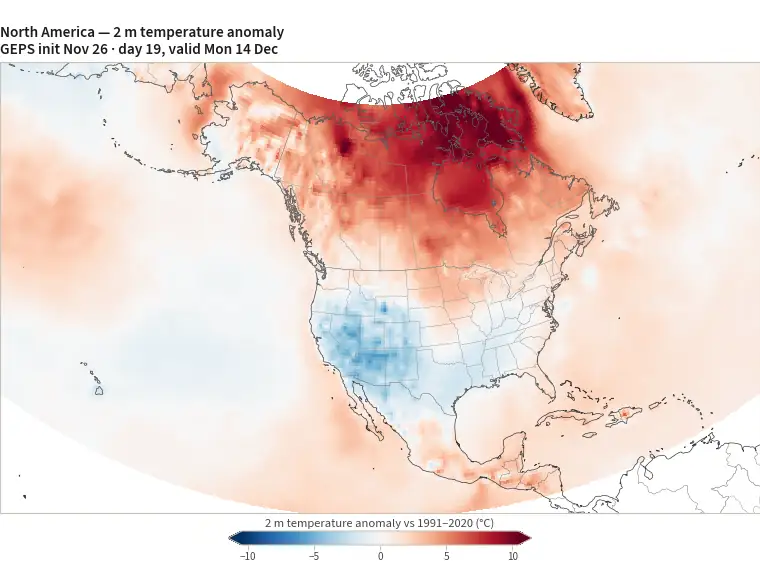 North America — 2 m temperature anomaly
GEPS init Nov 26 · day 19, valid Mon 14 Dec
2 m temperature anomaly vs 1991–2020 (°C)
−10 −5 0 5 10